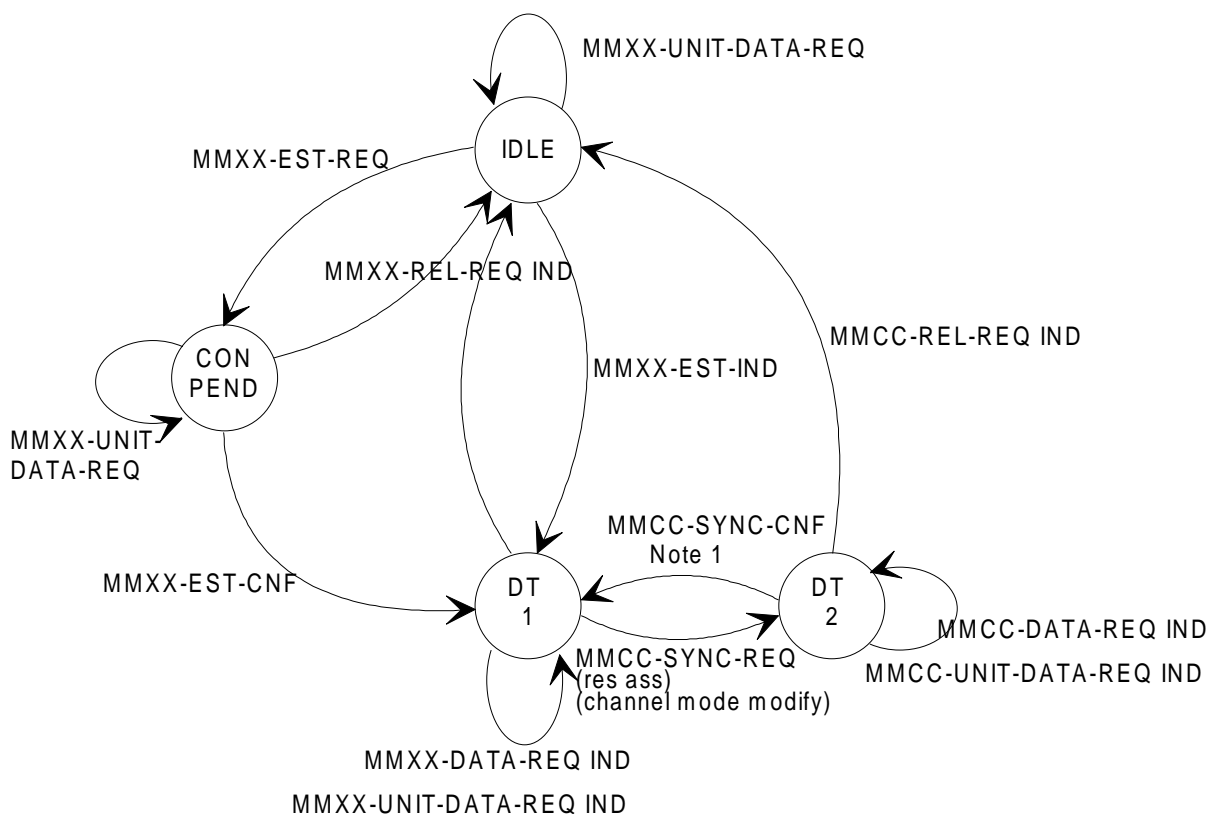 MMXX-UNIT-DATA-REQ
IDLE
MMXX-EST-REQ
MMXX-REL-REQ IND
MMCC-REL-REQ IND
CON
PEND
MMXX-EST-IND
MMXX-UNIT-
DATA-REQ
MMCC-SYNC-CNF
Note 1
MMXX-EST-CNF
DT
1
DT
2
MMCC-DATA-REQ IND
MMCC-UNIT-DATA-REQ IND
MMCC-SYNC-REQ
(res ass)
(channel mode modify)
MMXX-DATA-REQ IND
MMXX-UNIT-DATA-REQ IND